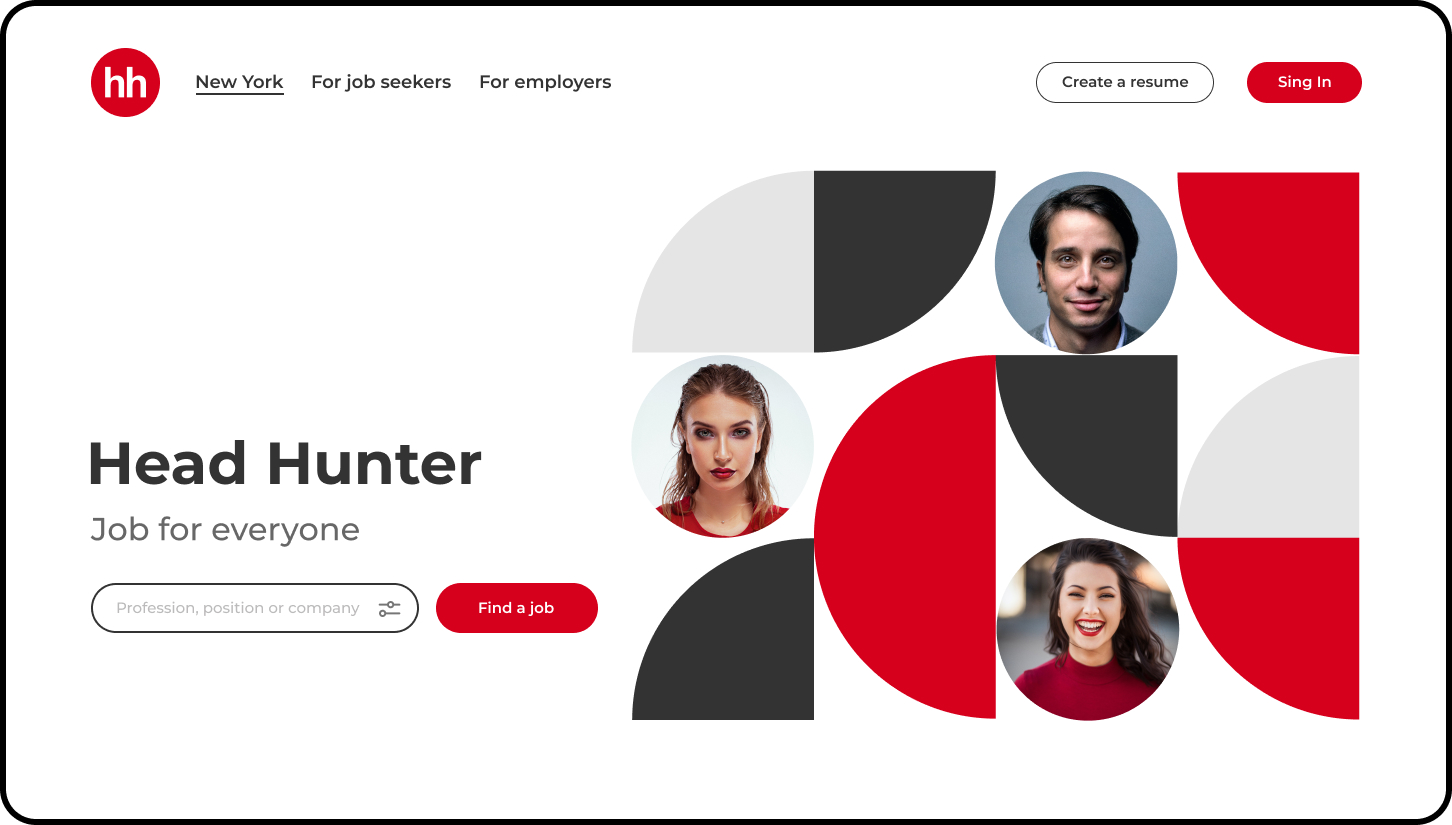 hh
New York
For job seekers
For employers
Create a resume
Sing In
Head Hunter
Job for everyone
Profession, position or company
Find a job